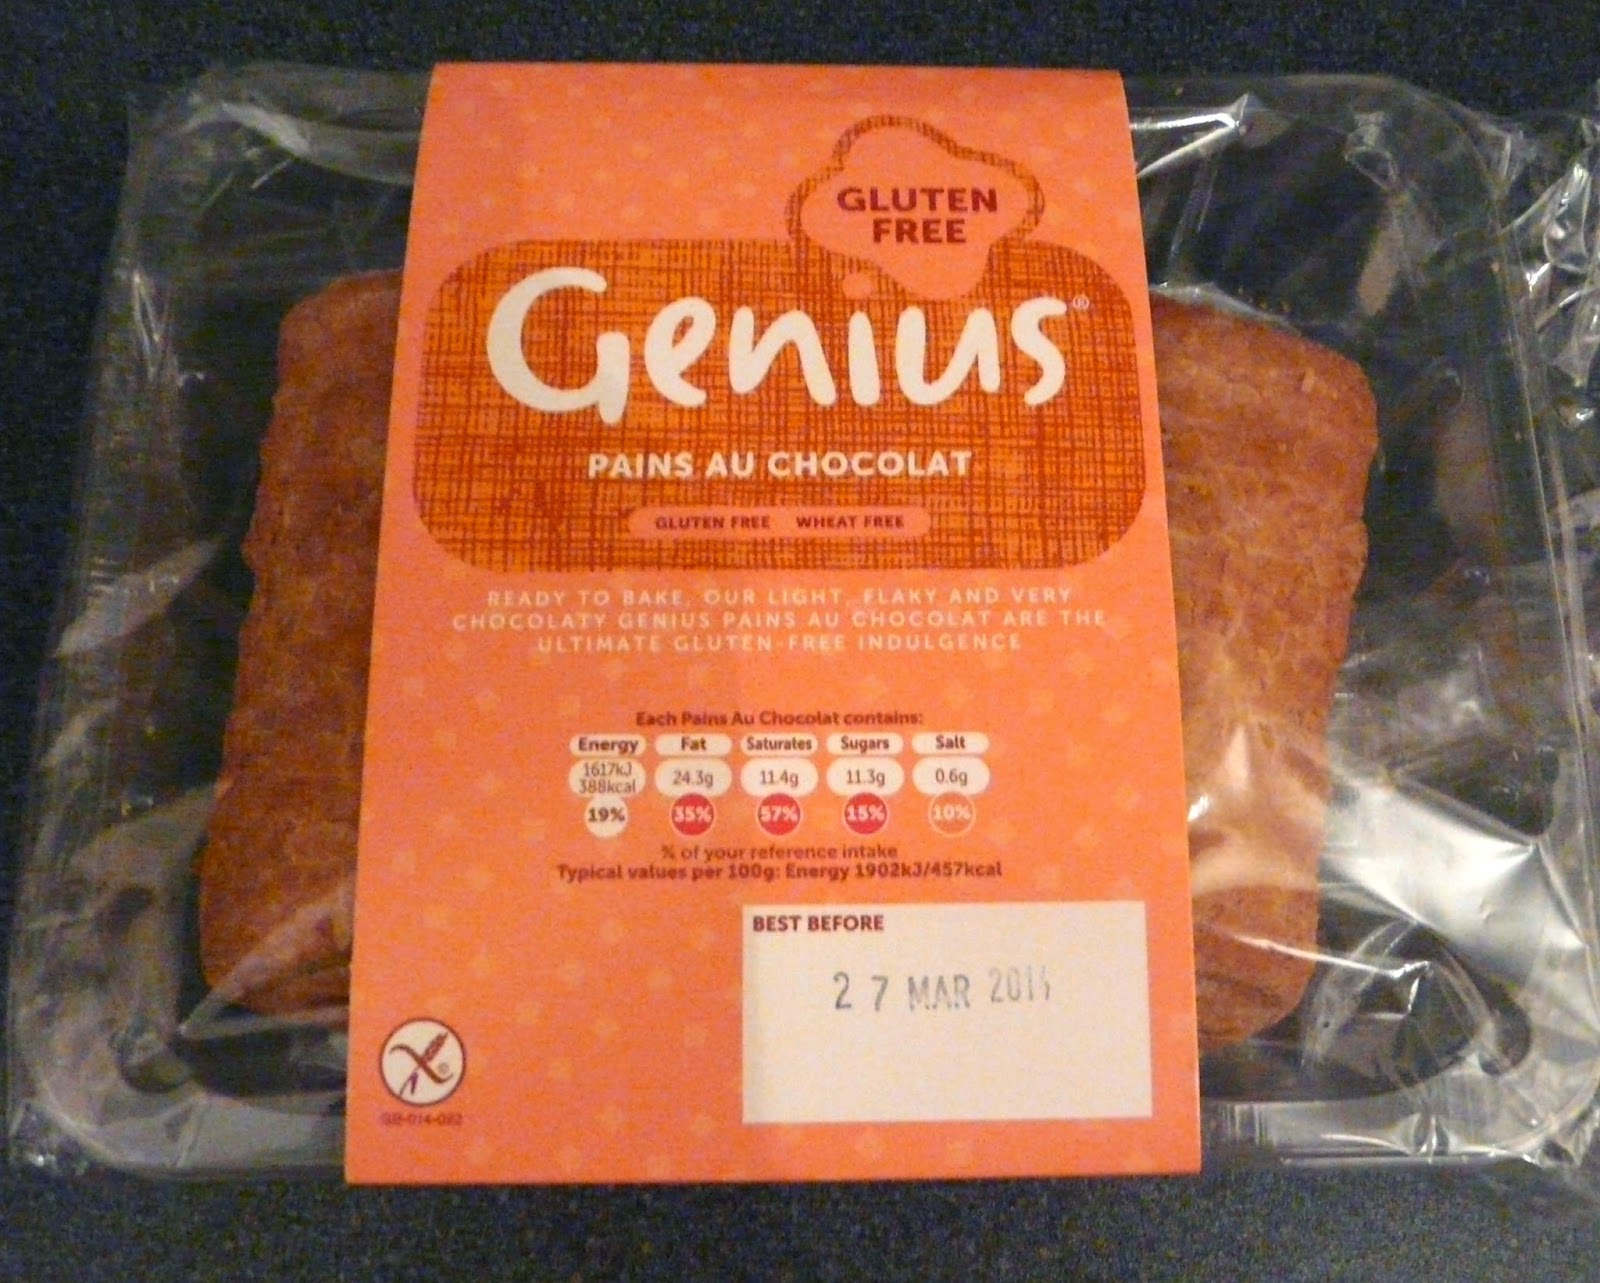 GLUTEN
FREE
Genius®
PAINS AU CHOCOLAT
GLUTEN FREE WHEAT FREE
READY TO BAKE, OUR LIGHT, FLAKY AND VERY
CHOCOLATY GENIUS PAINS AU CHOCOLAT ARE THE
ULTIMATE GLUTEN-FREE INDULGENCE
Each Pains Au Chocolat contains:
Energy Fat Saturates Sugars Salt
1617kJ
388kcal 24.3g 11.4g 11.3g 0.6g
19% 35% 57% 15% 10%
% of your reference intake
Typical values per 100g: Energy 1902kJ/457kcal
BEST BEFORE
27 MAR 2014